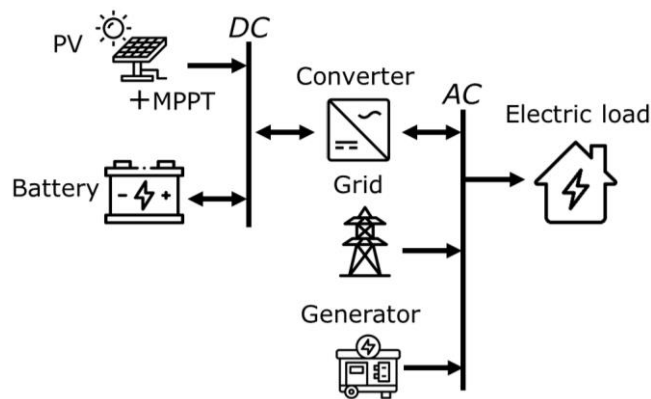 PV
+MPPT
DC
Battery
Converter
AC
Electric load
Grid
Generator